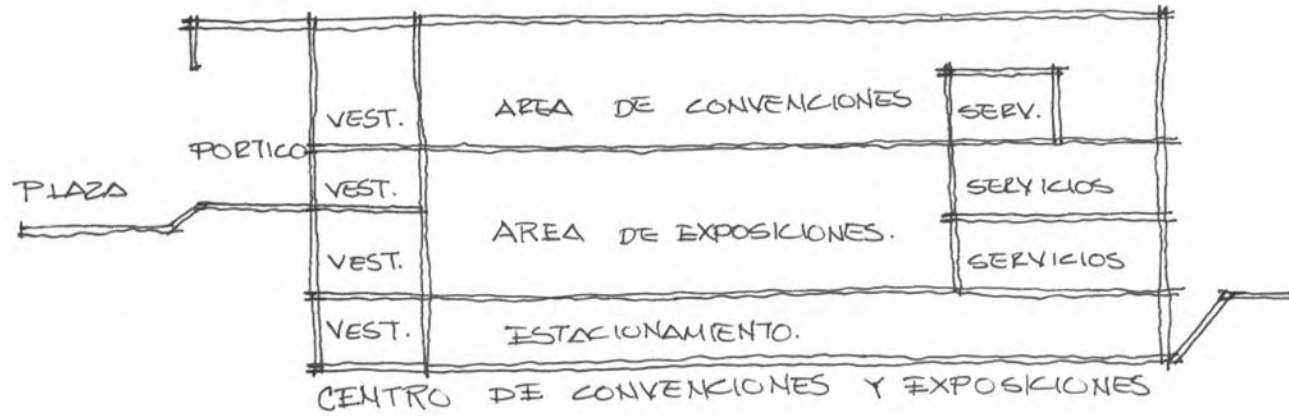 AREA DE CONVENCIONES
SERV.
VEST.
PORTICO
PLAZA
VEST.
SERVICIOS
AREA DE EXPOSICIONES.
VEST.
SERVICIOS
VEST.
ESTACIONAMIENTO.
CENTRO DE CONVENCIONES Y EXPOSICIONES